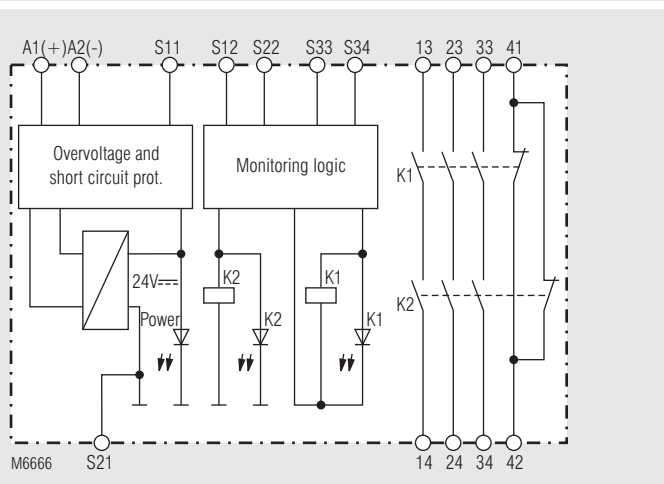 A1(+) A2(-) S11 S12 S22 S33 S34 13 23 33 41
Overvoltage and
short circuit prot.
Monitoring logic
K1
24V
K2
K1
K2
Power
K2
K1
M6666
S21
14 24 34 42